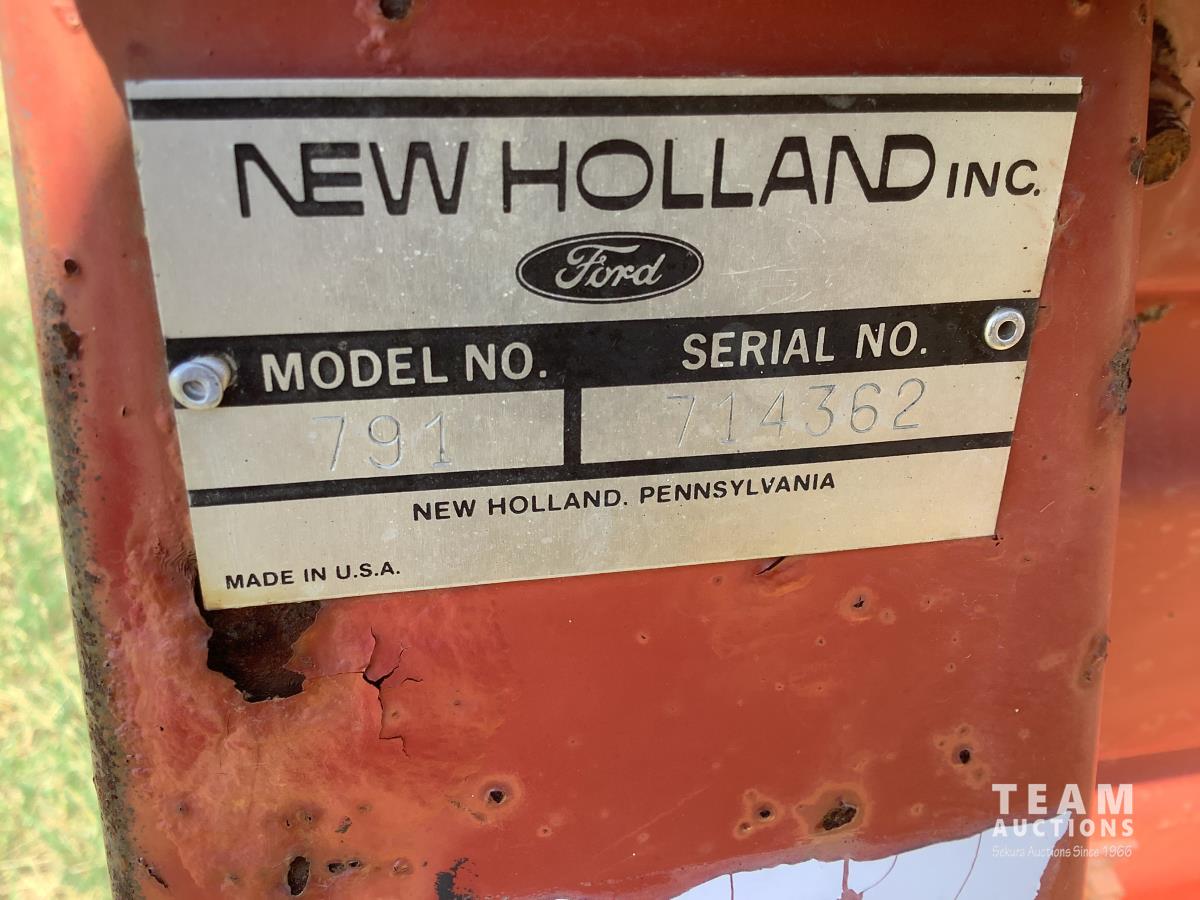 NEW HOLLAND INC.
Ford
MODEL NO. SERIAL NO.
791 714362
NEW HOLLAND. PENNSYLVANIA
MADE IN U.S.A.
TEAM
AUCTIONS
Sekura Auctions Since 1966